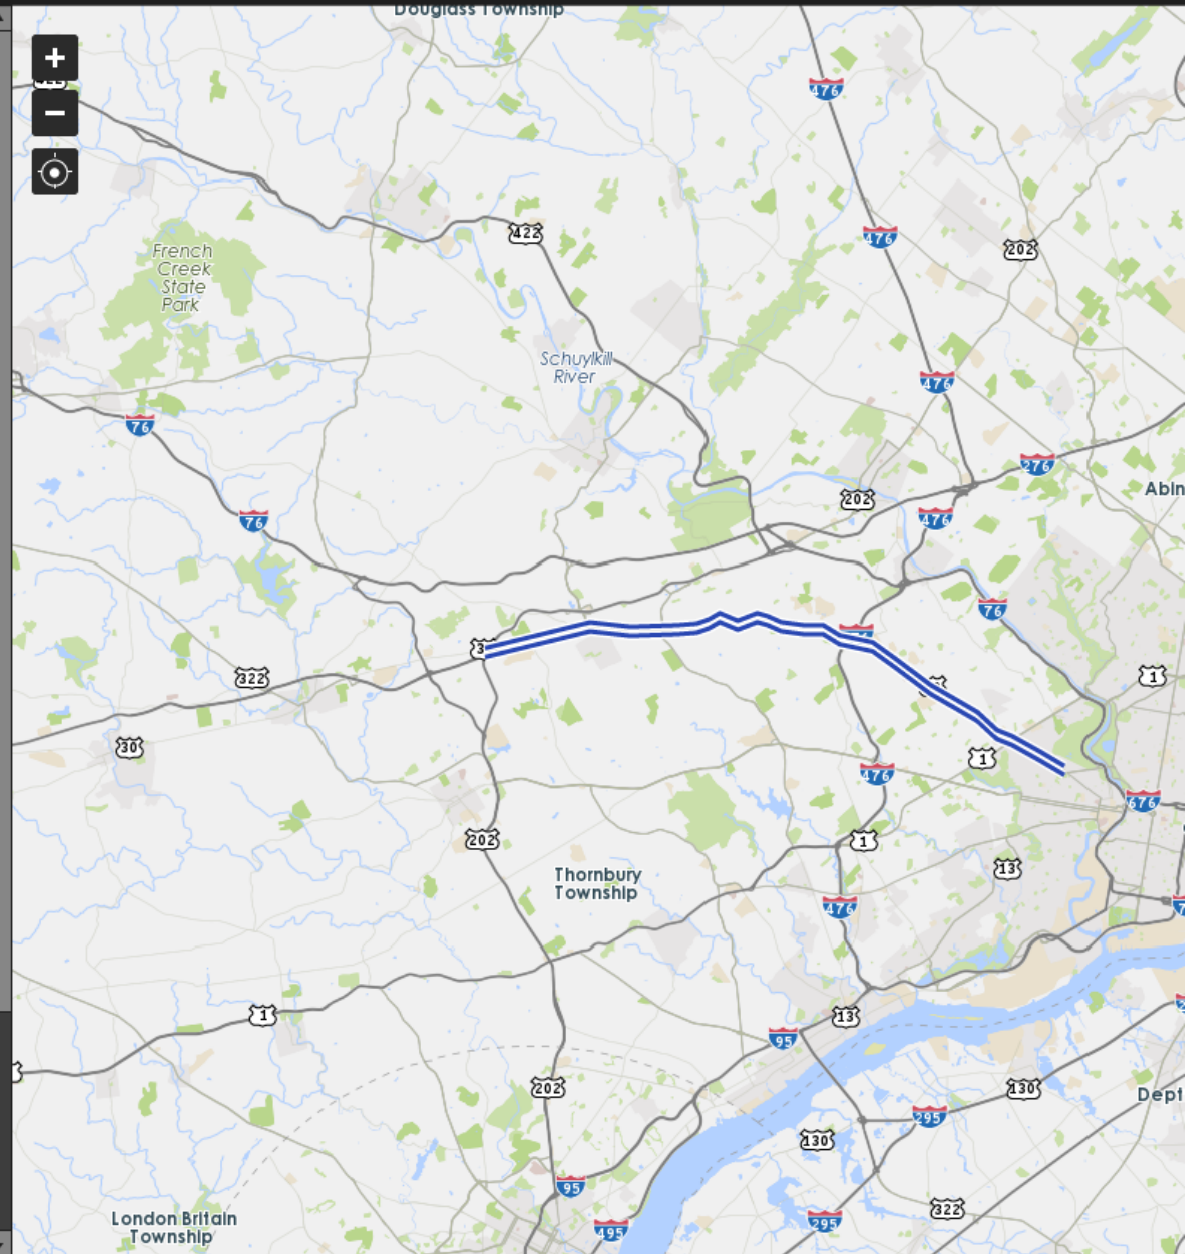 Douglass Township
+
476
−
422
476
202
French
Creek
State
Park
Schuylkill
River
476
76
276
202
Abin
76
476
76
3
322
1
30
1
476
676
202
1
13
Thornbury
Township
476
1
13
95
202
130
Dept
295
130
95
322
London Britain
Township
295
495